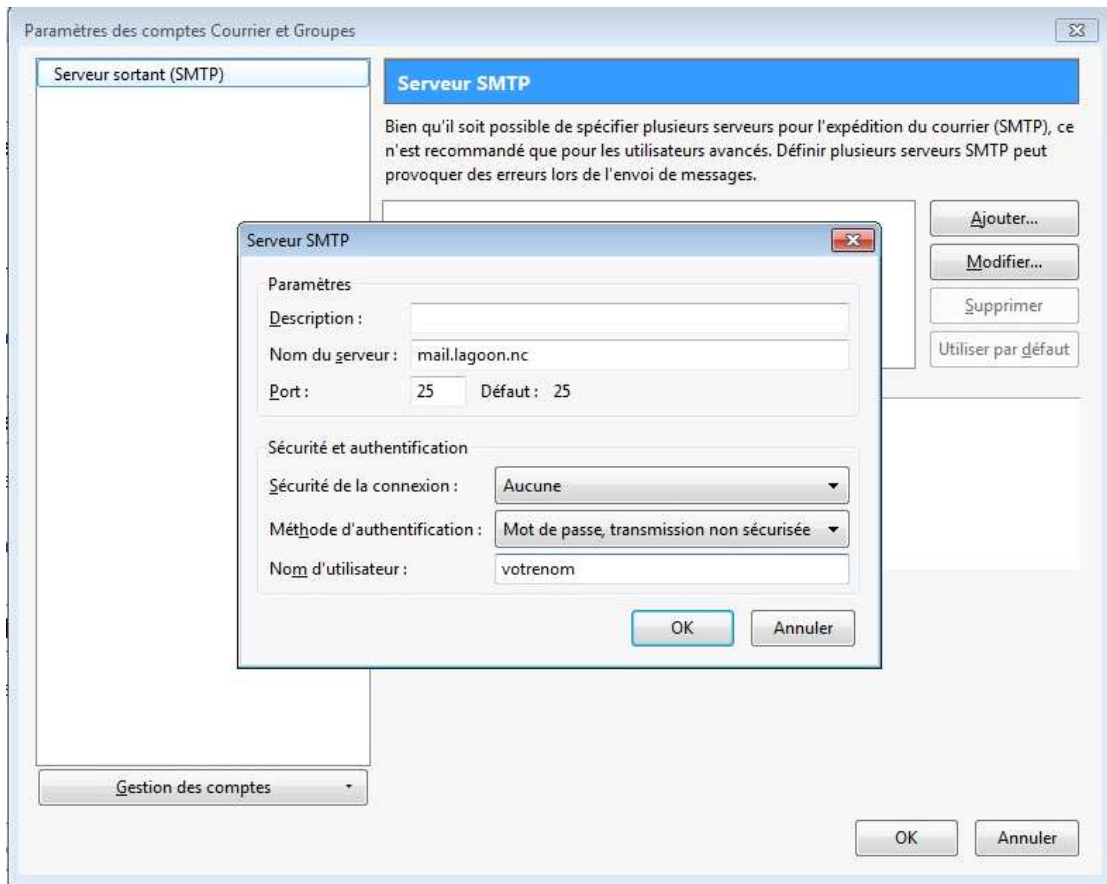 Paramètres des comptes Courrier et Groupes
Serveur sortant (SMTP)
Serveur SMTP
Bien qu'il soit possible de spécifier plusieurs serveurs pour l'expédition du courrier (SMTP), ce
n'est recommandé que pour les utilisateurs avancés. Définir plusieurs serveurs SMTP peut
provoquer des erreurs lors de l'envoi de messages.
Ajouter...
Modifier...
Supprimer
Utiliser par défaut
Serveur SMTP
Paramètres
Description :
Nom du serveur : mail.lagoon.nc
Port : 25 Défaut : 25
Sécurité et authentification
Sécurité de la connexion : Aucune
Méthode d'authentification : Mot de passe, transmission non sécurisée
Nom d'utilisateur : votrenom
OK Annuler
Gestion des comptes
OK Annuler